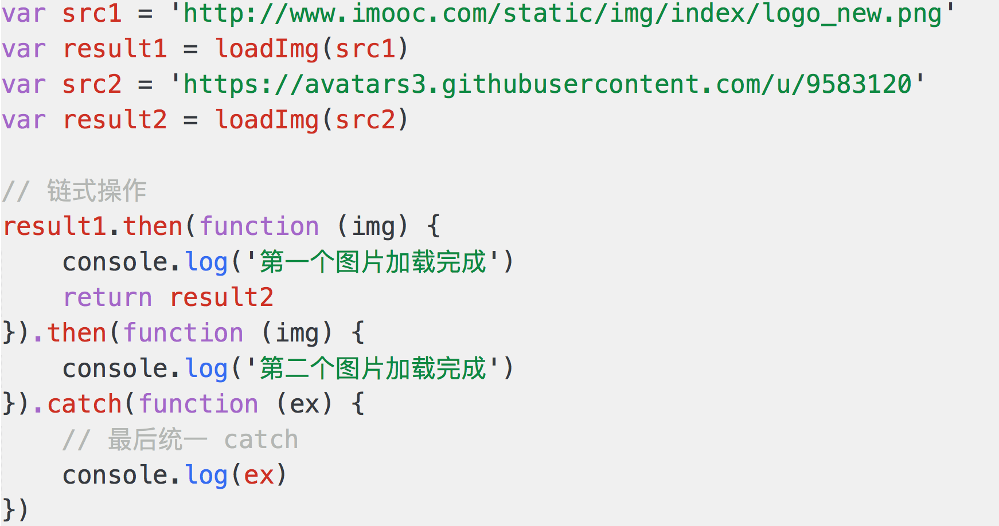 var src1 = 'http://www.imooc.com/static/img/index/logo_new.png'
var result1 = loadImg(src1)
var src2 = 'https://avatars3.githubusercontent.com/u/9583120'
var result2 = loadImg(src2)

// 链式操作
result1.then(function (img) {
    console.log('第一个图片加载完成')
    return result2
}).then(function (img) {
    console.log('第二个图片加载完成')
}).catch(function (ex) {
    // 最后统一 catch
    console.log(ex)
})